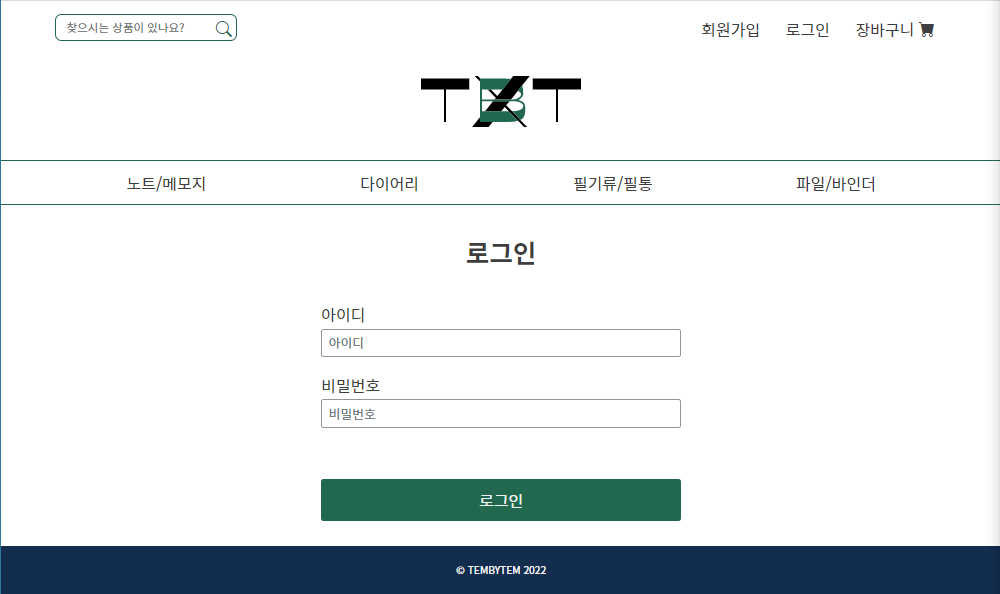 찾으시는 상품이 있나요?
회원가입 로그인 장바구니
TBT
노트/메모지 다이어리 필기류/필통 파일/바인더
로그인
아이디
아이디
비밀번호
비밀번호
로그인
© TEMBYTEM 2022